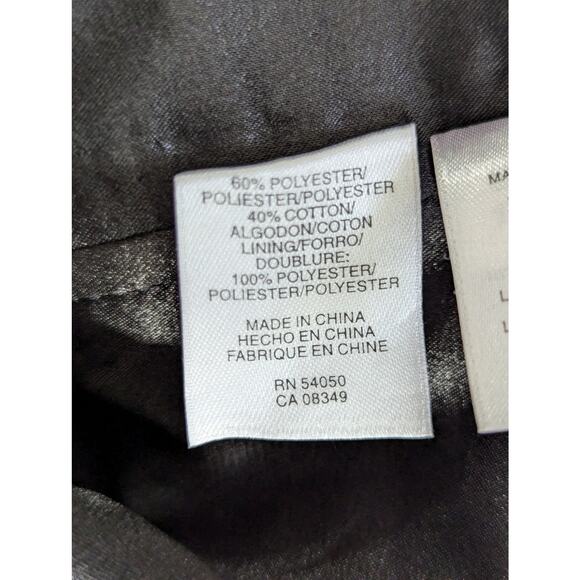 60% POLYESTER/
POLIESTER/POLYESTER
40% COTTON/
ALGODON/COTON
LINING/FORRO/
DOUBLURE:
100% POLYESTER/
POLIESTER/POLYESTER
MADE IN CHINA
HECHO EN CHINA
FABRIQUE EN CHINE
RN 54050
CA 08349